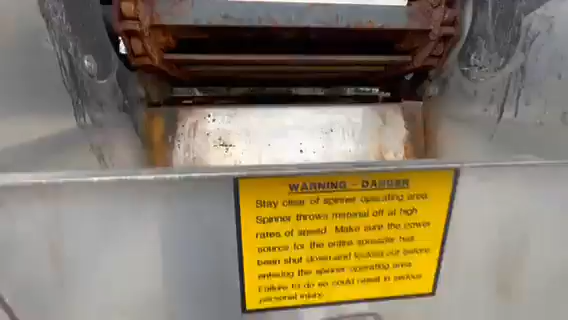 WARNING - DANGER
Stay clear of spinner operating area
Spinner throws material off at high
rates of speed. Make sure the power
source for the entire spreader has
been shut down and locked out before
entering the spinner operating area
Failure to do so could result in serious
personal injury.